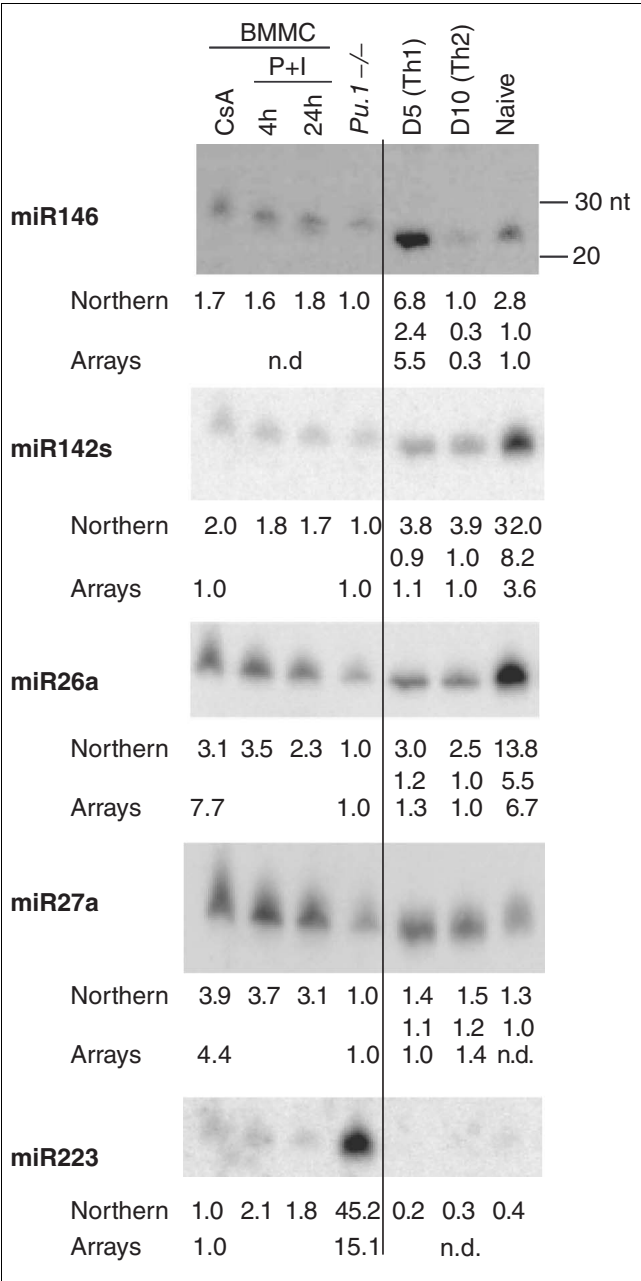 BMMC
P+I
CsA 4h 24h Pu.1 –/– D5 (Th1) D10 (Th2) Naive
miR146
30 nt
20
Northern 1.7 1.6 1.8 1.0 6.8 1.0 2.8
2.4 0.3 1.0
Arrays n.d 5.5 0.3 1.0
miR142s
Northern 2.0 1.8 1.7 1.0 3.8 3.9 32.0
0.9 1.0 8.2
Arrays 1.0 1.0 1.1 1.0 3.6
miR26a
Northern 3.1 3.5 2.3 1.0 3.0 2.5 13.8
1.2 1.0 5.5
Arrays 7.7 1.0 1.3 1.0 6.7
miR27a
Northern 3.9 3.7 3.1 1.0 1.4 1.5 1.3
1.1 1.2 1.0
Arrays 4.4 1.0 1.0 1.4 n.d.
miR223
Northern 1.0 2.1 1.8 45.2 0.2 0.3 0.4
Arrays 1.0 15.1 n.d.